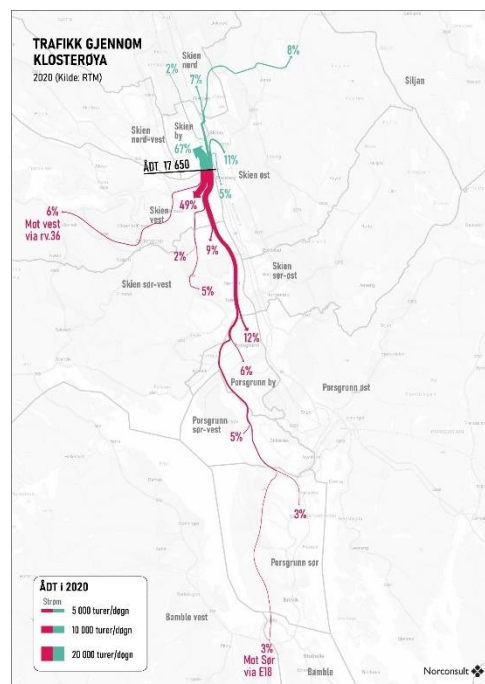 TRAFIKK GJENNOM
KLOSTERØYA
2020 (Kilde: RTM)
8%
Skien
nord
2%
7%
Siljan
Skien
by
Skien
nord-vest
67%
11%
ÅDT 17 650
Skien øst
5%
6%
Mot vest
via rv.36
Skien
vest
49%
9%
2%
Skien
sør-øst
Skien sør-vest
5%
12%
6%
Porsgrunn by
Porsgrunn øst
Porsgrunn
sør-vest
5%
3%
Porsgrunn sør
ÅDT i 2020
Strøm
5 000 turer/døgn
10 000 turer/døgn
20 000 turer/døgn
Bamble vest
3%
Mot Sør
via E18
Bamble
Norconsult